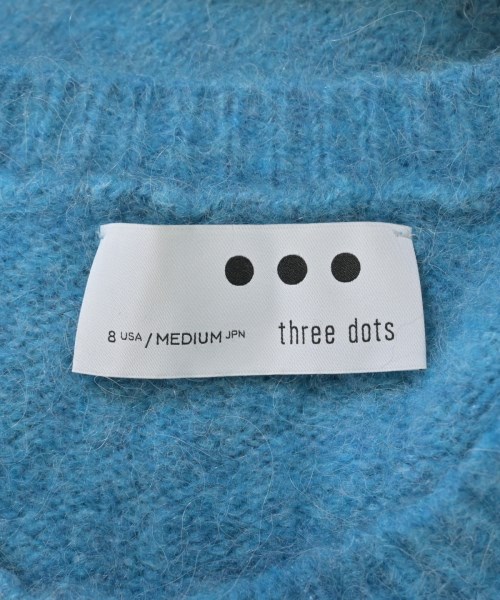 8 USA / MEDIUM JPN three dots